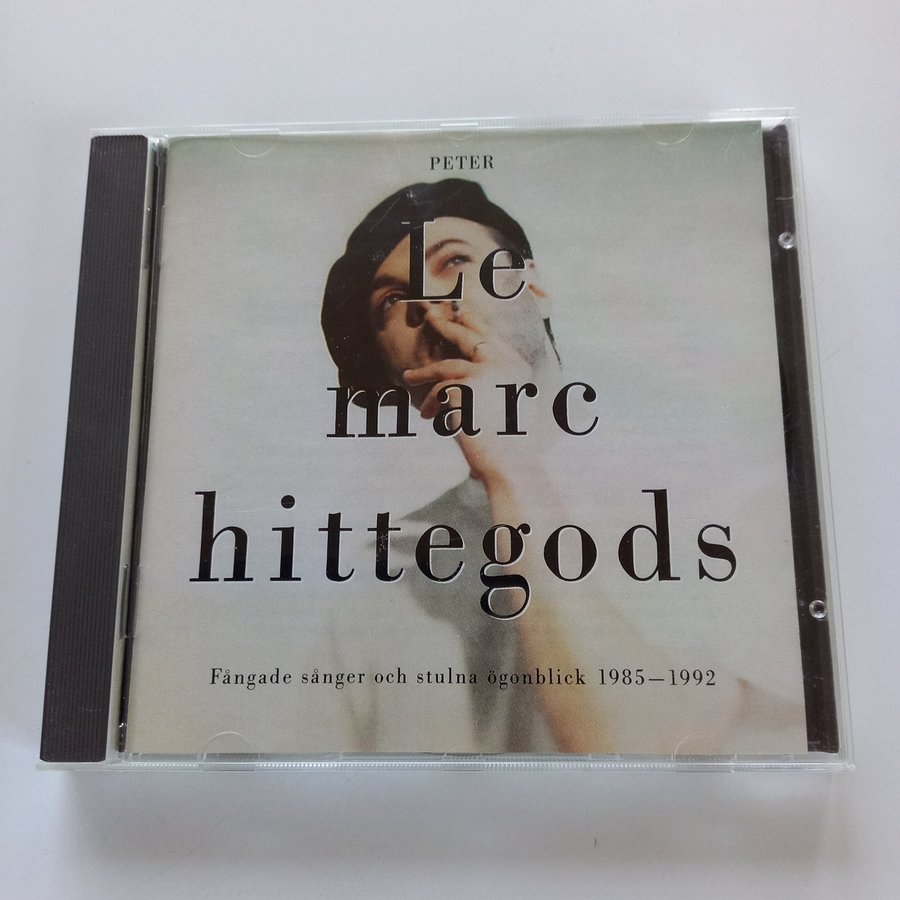 PETER
Le
marc
hittegods
Fångade sånger och stulna ögonblick 1985–1992